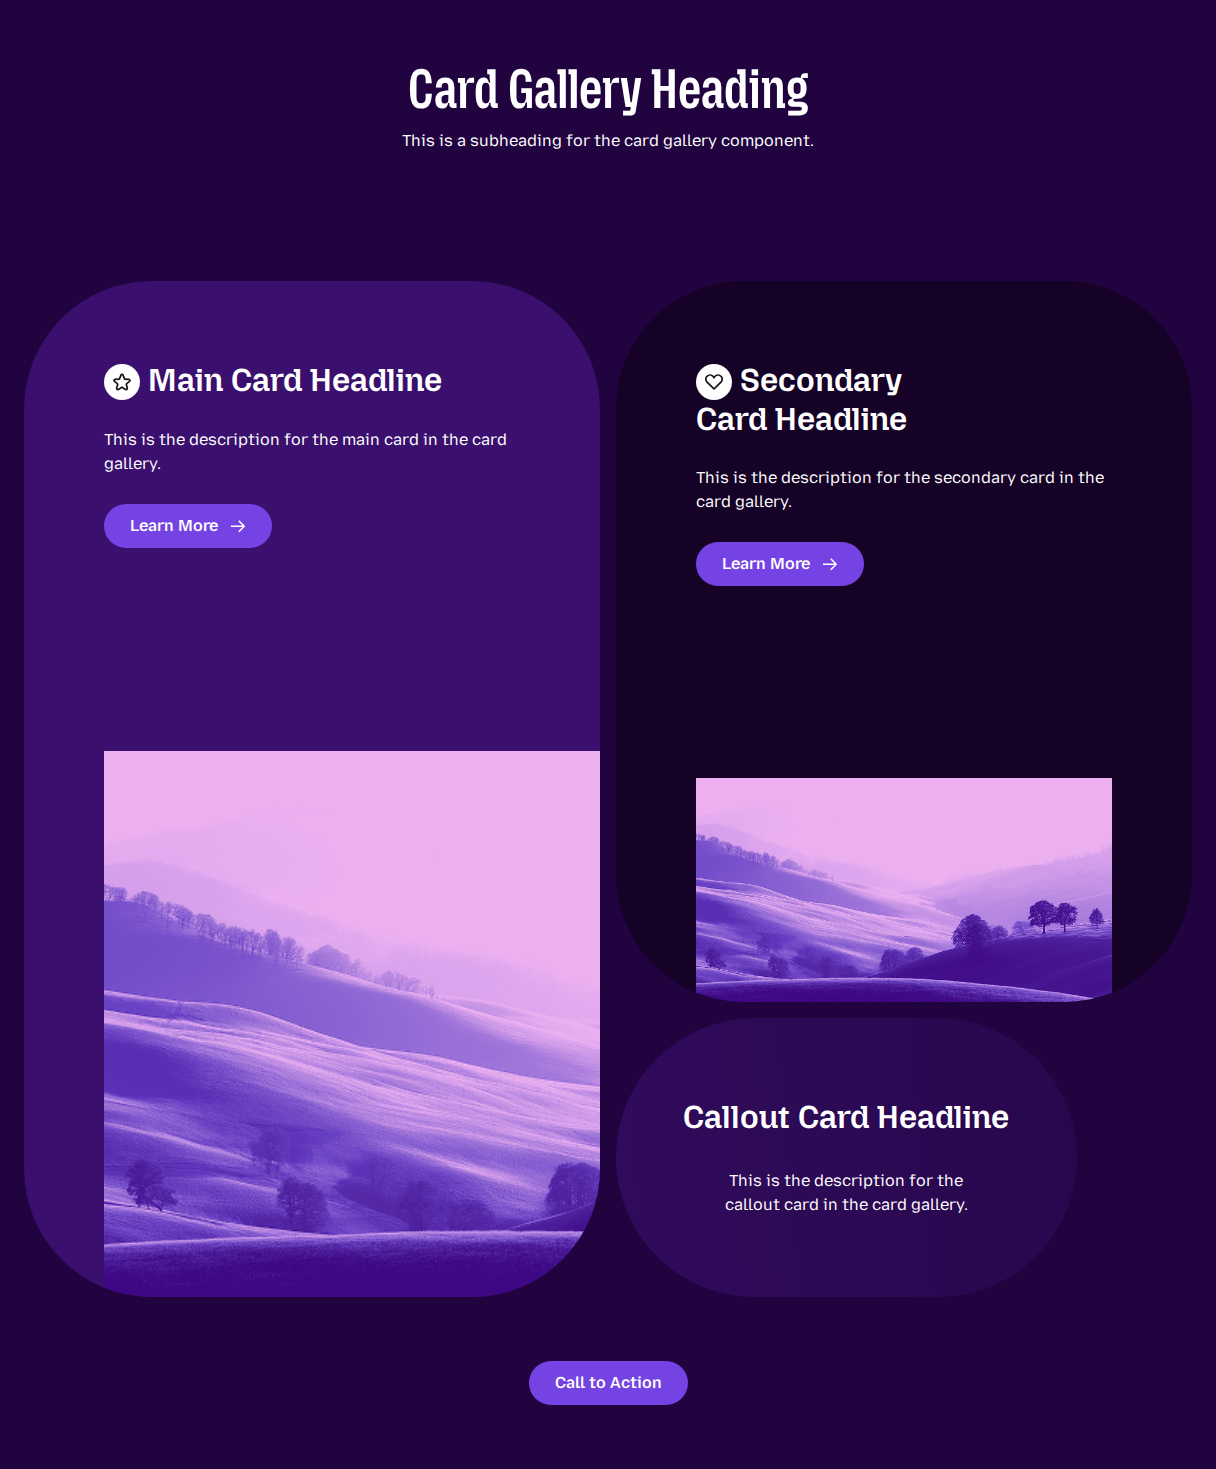 Card Gallery Heading
This is a subheading for the card gallery component.
Main Card Headline
This is the description for the main card in the card
gallery.
Learn More
Secondary
Card Headline
This is the description for the secondary card in the
card gallery.
Learn More
Callout Card Headline
This is the description for the
callout card in the card gallery.
Call to Action